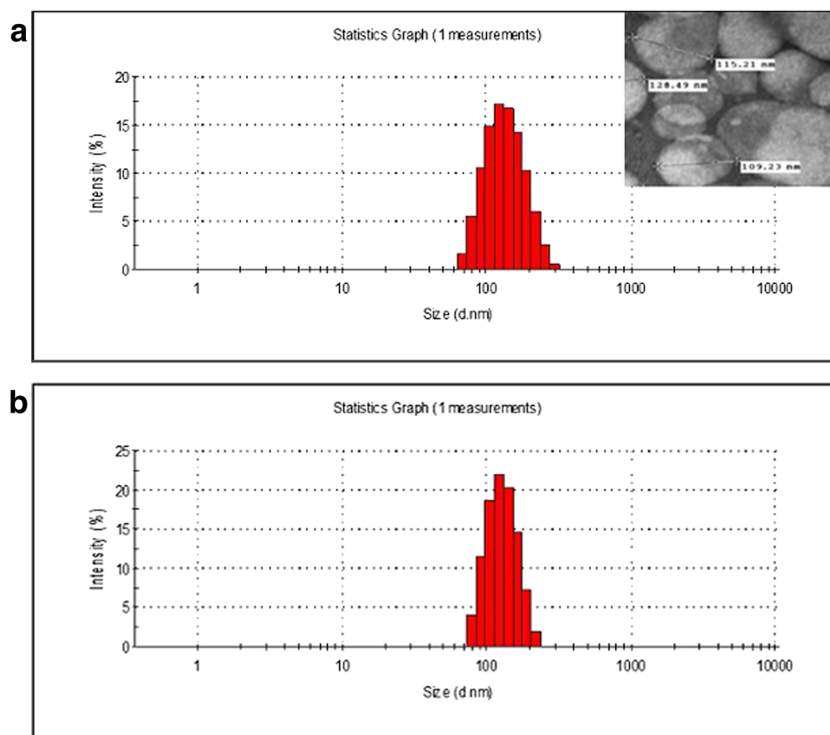 a
Statistics Graph (1 measurements)
115.21 nm
128.49 nm
109.23 nm
20
15
10
5
0
Intensity (%)
1 10 100 1000 10000
Size (d.nm)
b
Statistics Graph (1 measurements)
25
20
15
10
5
0
Intensity (%)
1 10 100 1000 10000
Size (d.nm)